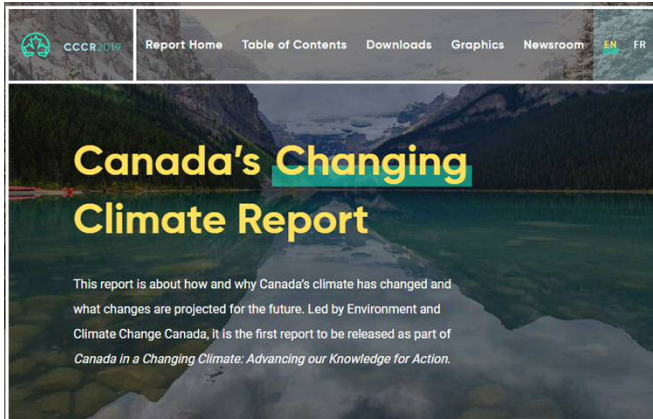 CCCR2019 Report Home Table of Contents Downloads Graphics Newsroom EN FR
Canada's Changing
Climate Report
This report is about how and why Canada's climate has changed and
what changes are projected for the future. Led by Environment and
Climate Change Canada, it is the first report to be released as part of
Canada in a Changing Climate: Advancing our Knowledge for Action.